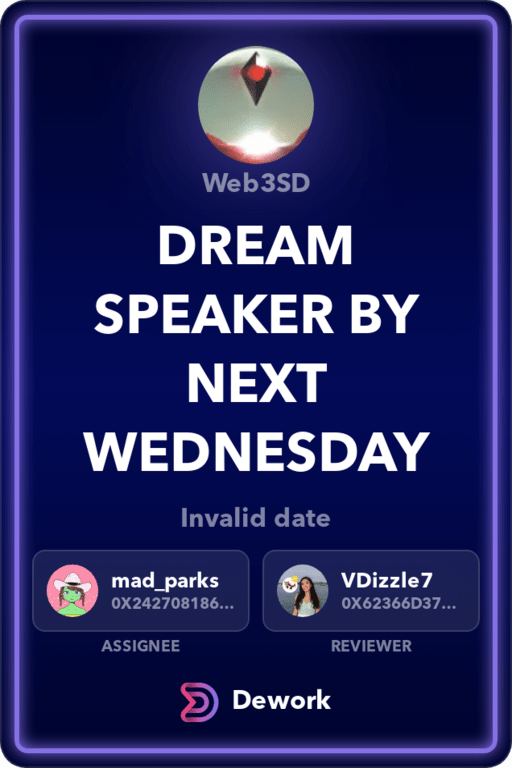 Web3SD
DREAM
SPEAKER BY
NEXT
WEDNESDAY
Invalid date
mad_parks
0X242708186...
ASSIGNEE
VDizzle7
0X62366D37...
REVIEWER
Dework